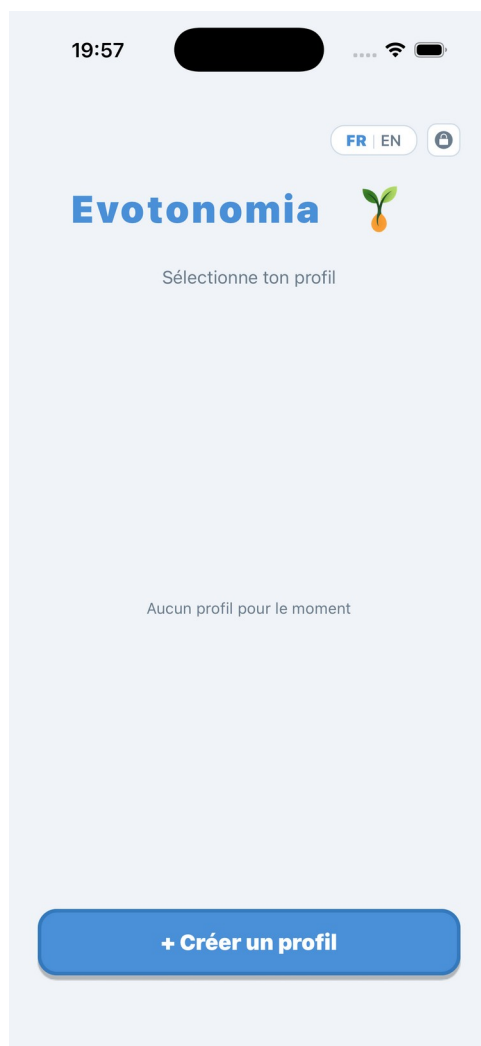 19:57
FR | EN
Evotonomia
Sélectionne ton profil
Aucun profil pour le moment
+ Créer un profil